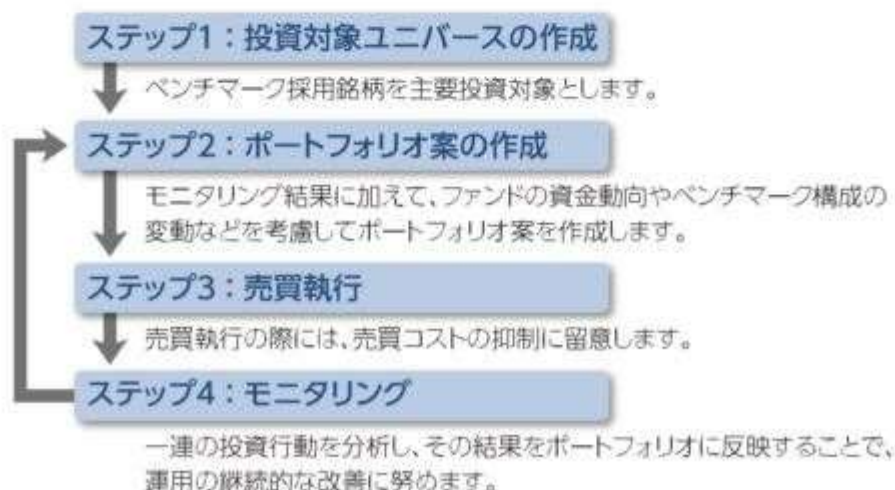 ステップ1：投資対象ユニバースの作成
ベンチマーク採用銘柄を主要投資対象とします。
ステップ2：ポートフォリオ案の作成
モニタリング結果に加えて、ファンドの資金動向やベンチマーク構成の
変動などを考慮してポートフォリオ案を作成します。
ステップ3：売買執行
売買執行の際には、売買コストの抑制に留意します。
ステップ4：モニタリング
一連の投資行動を分析し、その結果をポートフォリオに反映することで、
運用の継続的な改善に努めます。